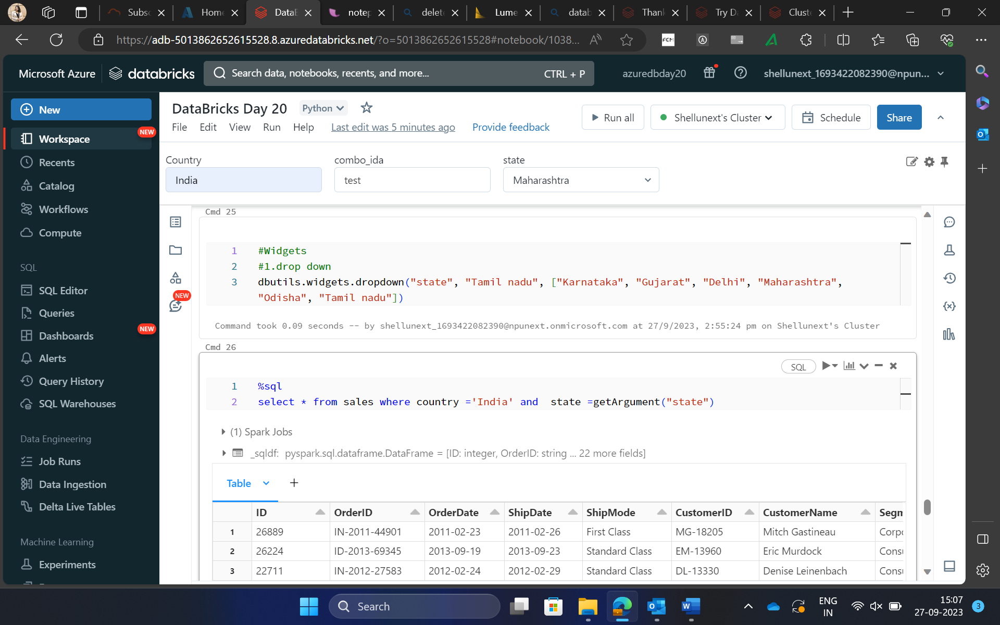 Subsc
Home
DataB
notep
delet
Lume
datab
Than
Try D
Cluste
https://adb-5013862652615528.8.azuredatabricks.net/?o=5013862652615528#notebook/1038...
Microsoft Azure
databricks
Search data, notebooks, recents, and more...
CTRL + P
azuredbday20
shellunext_1693422082390@npun...
New
Workspace
NEW
Recents
Catalog
Workflows
Compute
SQL
SQL Editor
Queries
Dashboards
NEW
Alerts
Query History
SQL Warehouses
Data Engineering
Job Runs
Data Ingestion
Delta Live Tables
Machine Learning
Experiments
DataBricks Day 20
Python
File Edit View Run Help
Last edit was 5 minutes ago
Provide feedback
Run all
Shellunext's Cluster
Schedule
Share
Country
India
combo_ida
test
state
Maharashtra
NEW
Cmd 25
1 #Widgets
2 #1.drop down
3 dbutils.widgets.dropdown("state", "Tamil nadu", ["Karnataka", "Gujarat", "Delhi", "Maharashtra",
"Odisha", "Tamil nadu"])
Command took 0.09 seconds -- by shellunext_1693422082390@npunext.onmicrosoft.com at 27/9/2023, 2:55:24 pm on Shellunext's Cluster
Cmd 26
SQL
1 %sql
2 select * from sales where country ='India' and  state =getArgument("state")
(1) Spark Jobs
_sqldf: pyspark.sql.dataframe.DataFrame = [ID: integer, OrderID: string ... 22 more fields]
Table
ID OrderID OrderDate ShipDate ShipMode CustomerID CustomerName Segm
1 26889 IN-2011-44901 2011-02-23 2011-02-26 First Class MG-18205 Mitch Gastineau Corpo
2 26224 ID-2013-69345 2013-09-19 2013-09-23 Standard Class EM-13960 Eric Murdock Consu
3 22711 IN-2012-27583 2012-02-24 2012-02-29 Standard Class DL-13330 Denise Leinenbach Consu
Search
ENG
IN
15:07
27-09-2023
3